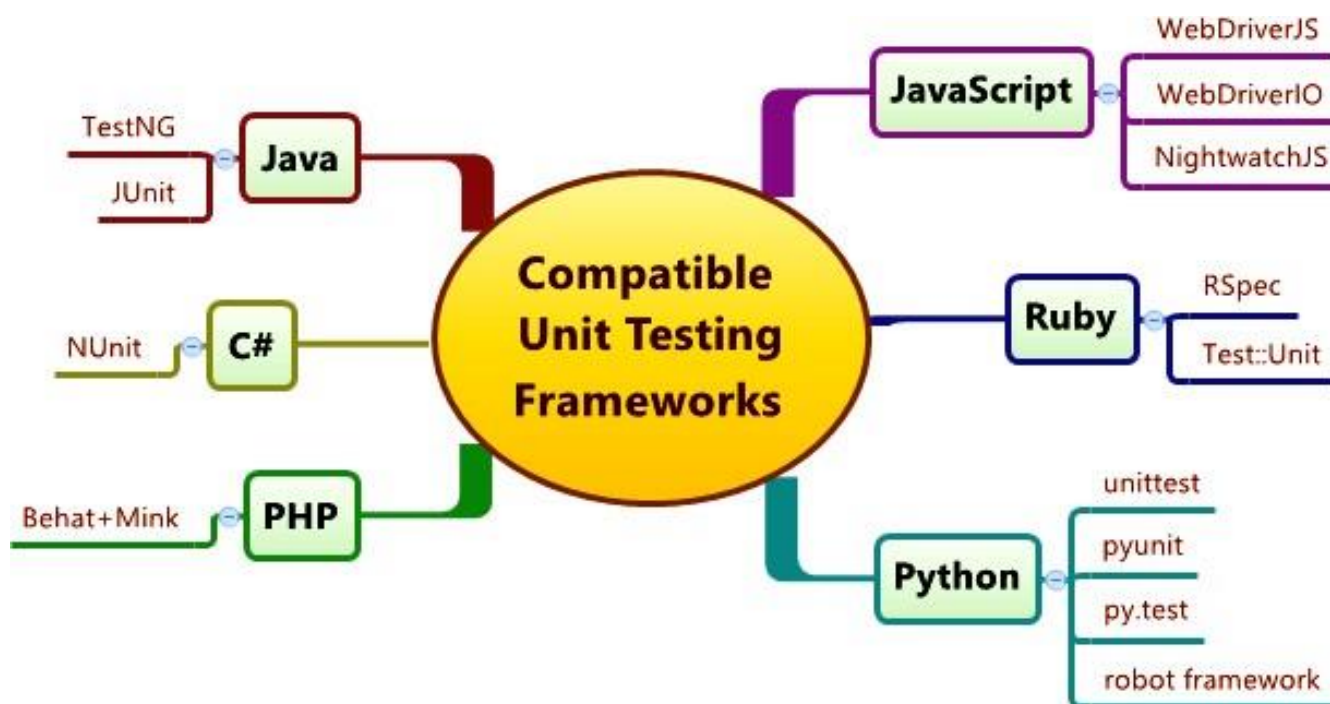 Compatible
Unit Testing
Frameworks
Java
TestNG
JUnit
C#
NUnit
PHP
Behat+Mink
JavaScript
WebDriverJS
WebDriverIO
NightwatchJS
Ruby
RSpec
Test::Unit
Python
unittest
pyunit
py.test
robot framework